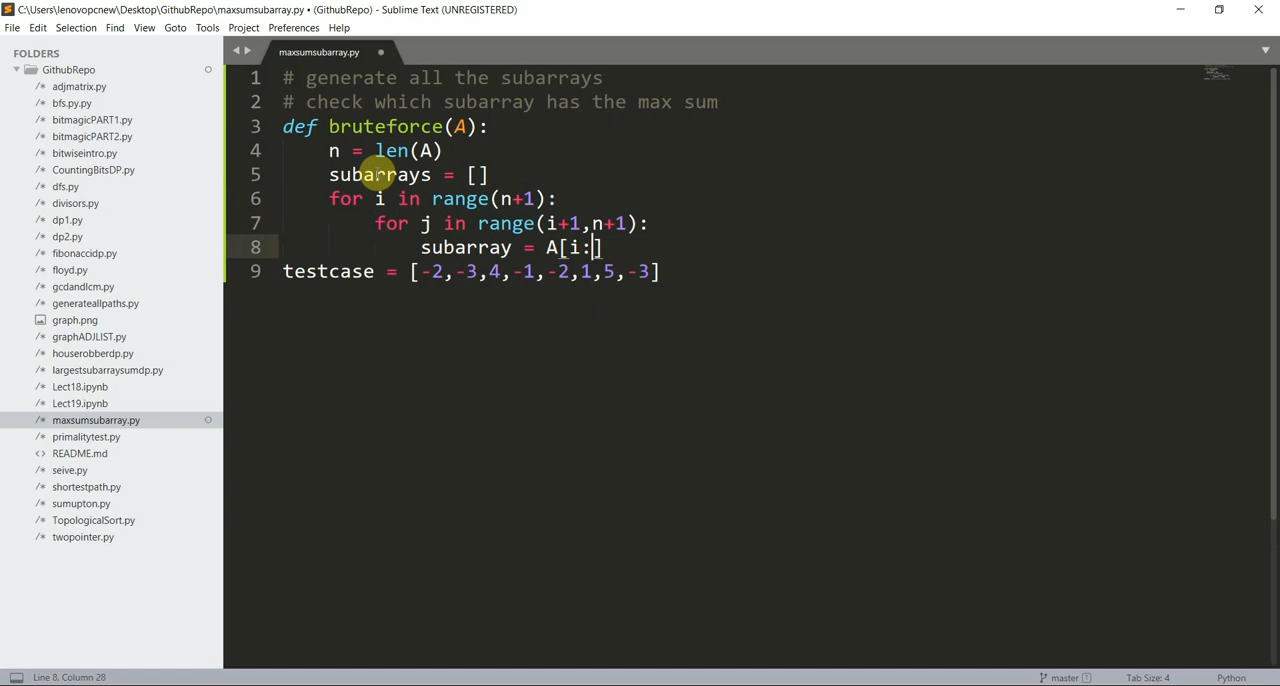 C:\Users\lenovopcnew\Desktop\GithubRepo\maxsumsubarray.py • (GithubRepo) - Sublime Text (UNREGISTERED)
File Edit Selection Find View Goto Tools Project Preferences Help
FOLDERS
GithubRepo
adjmatrix.py
bfs.py.py
bitmagicPART1.py
bitmagicPART2.py
bitwiseintro.py
CountingBitsDP.py
dfs.py
divisors.py
dp1.py
dp2.py
fibonaccidp.py
floyd.py
gcdandlcm.py
generateallpaths.py
graph.png
graphADJLIST.py
houserobberdp.py
largestsubarraysumdp.py
Lect18.ipynb
Lect19.ipynb
maxsumsubarray.py
primalitytest.py
README.md
seive.py
shortestpath.py
sumupton.py
TopologicalSort.py
twopointer.py
maxsumsubarray.py
1 # generate all the subarrays
2 # check which subarray has the max sum
3 def bruteforce(A):
4 n = len(A)
5 subarrays = []
6 for i in range(n+1):
7 for j in range(i+1,n+1):
8 subarray = A[i:]
9 testcase = [-2,-3,4,-1,-2,1,5,-3]
Line 8, Column 28
master 1
Tab Size: 4
Python